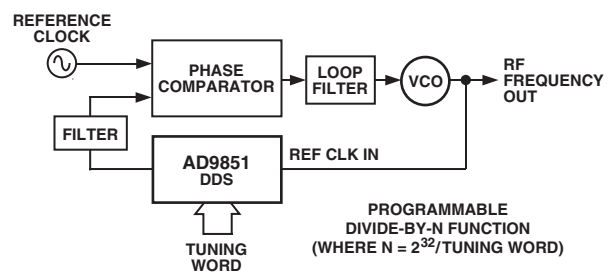 REFERENCE
CLOCK
PHASE
COMPARATOR
LOOP
FILTER
VCO
RF
FREQUENCY
OUT
FILTER
AD9851
DDS
REF CLK IN
TUNING
WORD
PROGRAMMABLE
DIVIDE-BY-N FUNCTION
(WHERE N = 2³²/TUNING WORD)